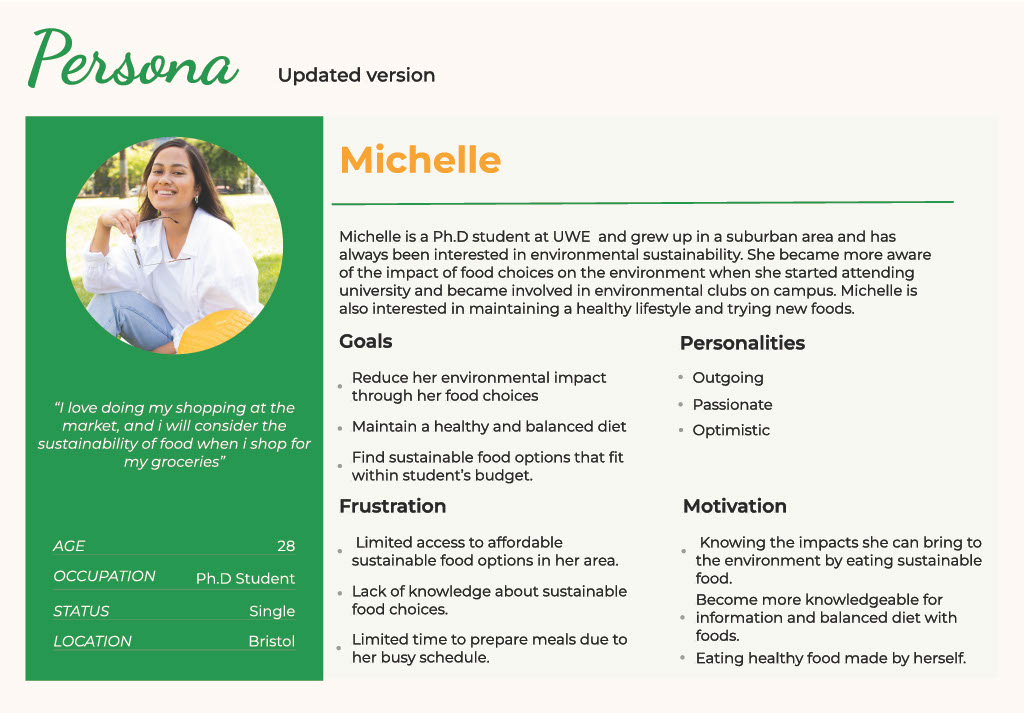 Persona
Updated version
Michelle
Michelle is a Ph.D student at UWE and grew up in a suburban area and has
always been interested in environmental sustainability. She became more aware
of the impact of food choices on the environment when she started attending
university and became involved in environmental clubs on campus. Michelle is
also interested in maintaining a healthy lifestyle and trying new foods.
“I love doing my shopping at the
market, and i will consider the
sustainability of food when i shop for
my groceries”
AGE 28
OCCUPATION Ph.D Student
STATUS Single
LOCATION Bristol
Goals
• Reduce her environmental impact
through her food choices
• Maintain a healthy and balanced diet
• Find sustainable food options that fit
within student’s budget.
Personalities
• Outgoing
• Passionate
• Optimistic
Frustration
• Limited access to affordable
sustainable food options in her area.
• Lack of knowledge about sustainable
food choices.
• Limited time to prepare meals due to
her busy schedule.
Motivation
• Knowing the impacts she can bring to
the environment by eating sustainable
food.
• Become more knowledgeable for
information and balanced diet with
foods.
• Eating healthy food made by herself.